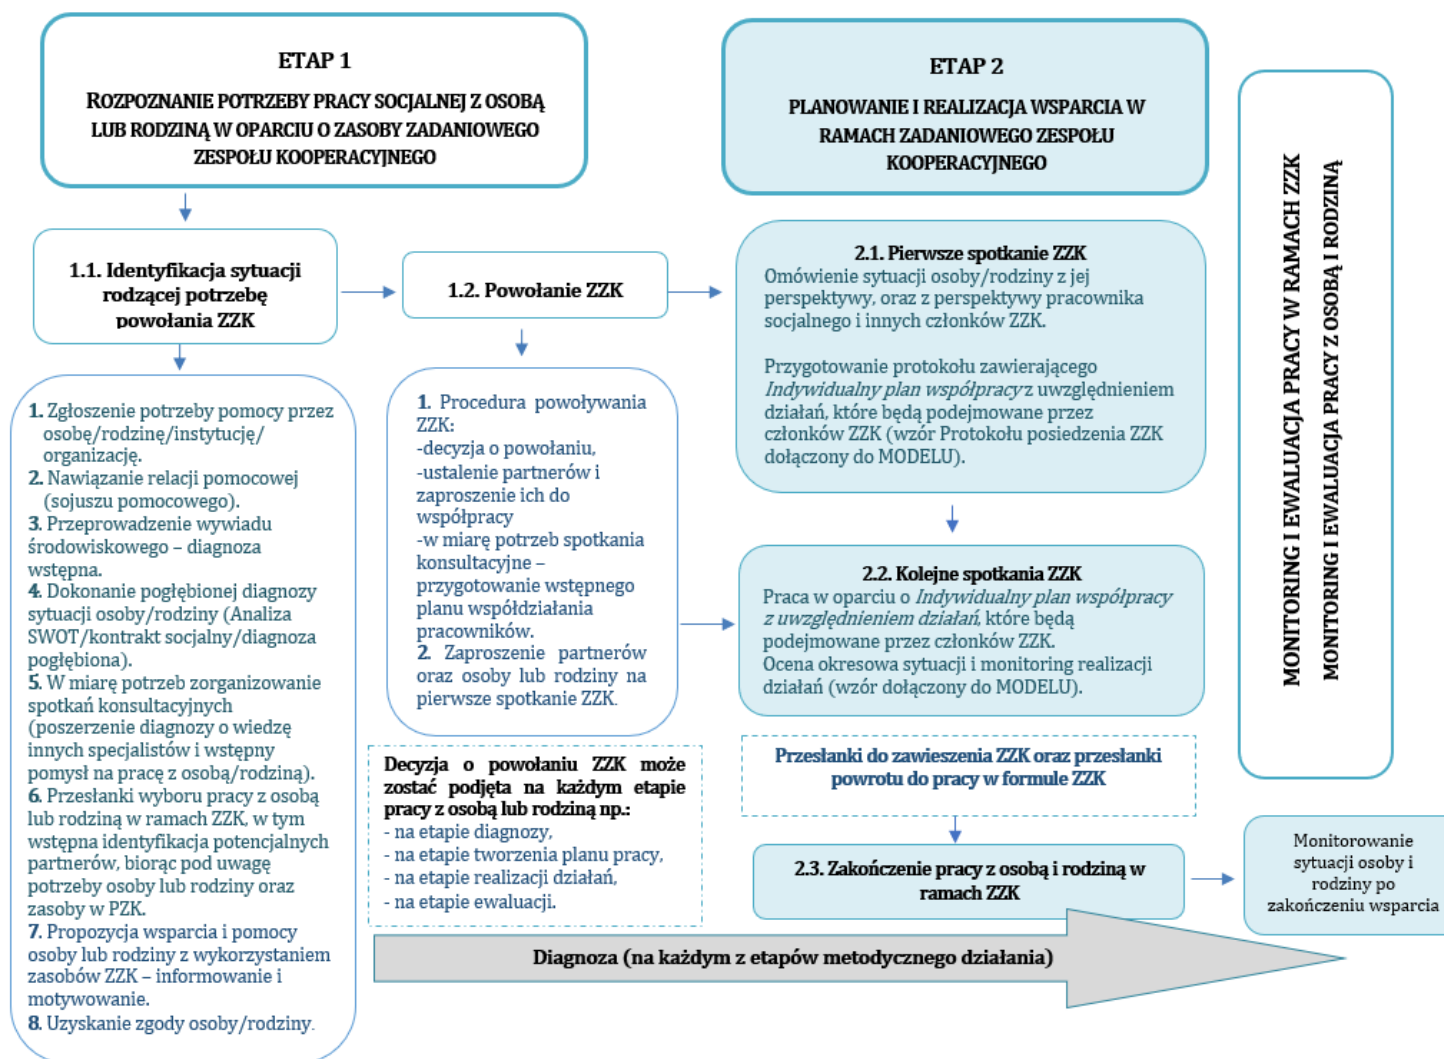 ETAP 1
ROZPOZNANIE POTRZEBY PRACY SOCJALNEJ Z OSOBĄ
LUB RODZINĄ W OPARCIU O ZASOBY ZADANIOWEGO
ZESPOŁU KOOPERACYJNEGO
ETAP 2
PLANOWANIE I REALIZACJA WSPARCIA W
RAMACH ZADANIOWEGO ZESPOŁU
KOOPERACYJNEGO
1.1. Identyfikacja sytuacji
rodzącej potrzebę
powołania ZZK
1.2. Powołanie ZZK
2.1. Pierwsze spotkanie ZZK
Omówienie sytuacji osoby/rodziny z jej
perspektywy, oraz z perspektywy pracownika
socjalnego i innych członków ZZK.
Przygotowanie protokołu zawierającego
Indywidualny plan współpracy z uwzględnieniem
działań, które będą podejmowane przez
członków ZZK (wzór Protokołu posiedzenia ZZK
dołączony do MODELU).
1. Zgłoszenie potrzeby pomocy przez
osobę/rodzinę/instytucję/
organizację.
2. Nawiązanie relacji pomocowej
(sojuszu pomocowego).
3. Przeprowadzenie wywiadu
środowiskowego – diagnoza
wstępna.
4. Dokonanie pogłębionej diagnozy
sytuacji osoby/rodziny (Analiza
SWOT/kontrakt socjalny/diagnoza
pogłębiona).
5. W miarę potrzeb zorganizowanie
spotkań konsultacyjnych
(poszerzenie diagnozy o wiedzę
innych specjalistów i wstępny
pomysł na pracę z osobą/rodziną).
6. Przesłanki wyboru pracy z osobą
lub rodziną w ramach ZZK, w tym
wstępna identyfikacja potencjalnych
partnerów, biorąc pod uwagę
potrzeby osoby lub rodziny oraz
zasoby w PZK.
7. Propozycja wsparcia i pomocy
osoby lub rodziny z wykorzystaniem
zasobów ZZK – informowanie i
motywowanie.
8. Uzyskanie zgody osoby/rodziny.
1. Procedura powoływania
ZZK:
-decyzja o powołaniu,
-ustalenie partnerów i
zaproszenie ich do
współpracy
-w miarę potrzeb spotkania
konsultacyjne –
przygotowanie wstępnego
planu współdziałania
pracowników.
2. Zaproszenie partnerów
oraz osoby lub rodziny na
pierwsze spotkanie ZZK.
Decyzja o powołaniu ZZK może
zostać podjęta na każdym etapie
pracy z osobą lub rodziną np.:
- na etapie diagnozy,
- na etapie tworzenia planu pracy,
- na etapie realizacji działań,
- na etapie ewaluacji.
2.2. Kolejne spotkania ZZK
Praca w oparciu o Indywidualny plan współpracy
z uwzględnieniem działań, które będą
podejmowane przez członków ZZK.
Ocena okresowa sytuacji i monitoring realizacji
działań (wzór dołączony do MODELU).
Przesłanki do zawieszenia ZZK oraz przesłanki
powrotu do pracy w formule ZZK
2.3. Zakończenie pracy z osobą i rodziną w
ramach ZZK
Monitorowanie
sytuacji osoby i
rodziny po
zakończeniu wsparcia
Diagnoza (na każdym z etapów metodycznego działania)
MONITORING I EWALUACJA PRACY W RAMACH ZZK
MONITORING I EWALUACJA PRACY Z OSOBĄ I RODZINĄ